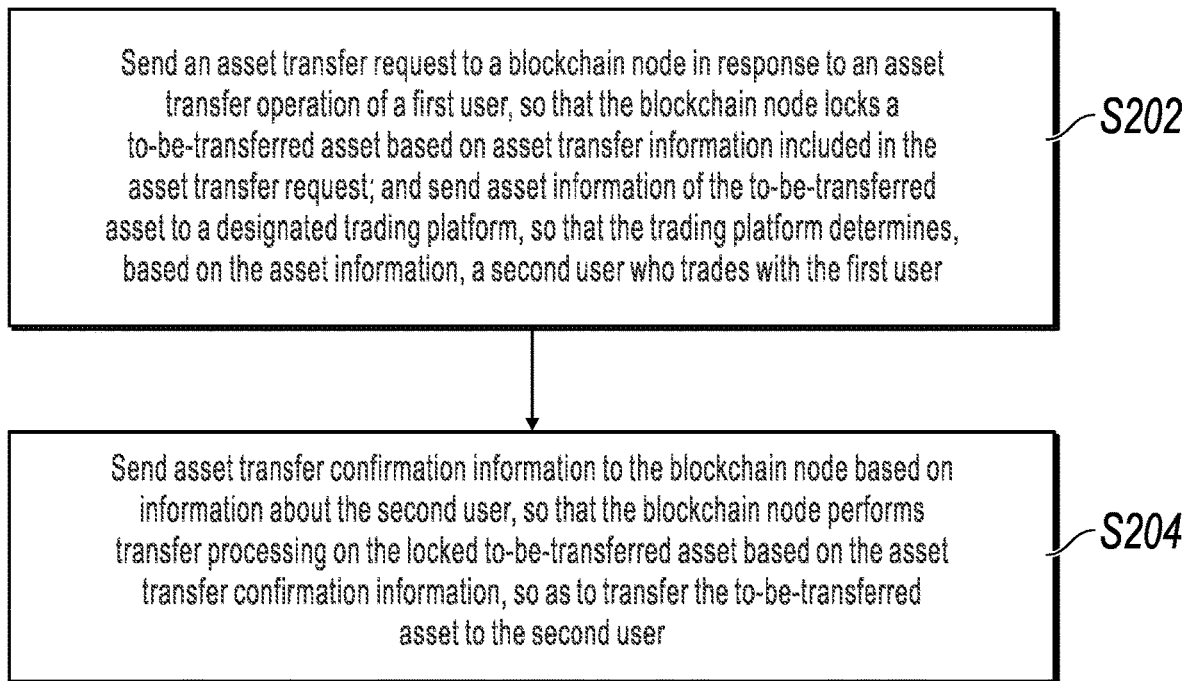 Send an asset transfer request to a blockchain node in response to an asset
transfer operation of a first user, so that the blockchain node locks a
to-be-transferred asset based on asset transfer information included in the
asset transfer request; and send asset information of the to-be-transferred
asset to a designated trading platform, so that the trading platform determines,
based on the asset information, a second user who trades with the first user
S202
Send asset transfer confirmation information to the blockchain node based on
information about the second user, so that the blockchain node performs
transfer processing on the locked to-be-transferred asset based on the asset
transfer confirmation information, so as to transfer the to-be-transferred
asset to the second user
S204